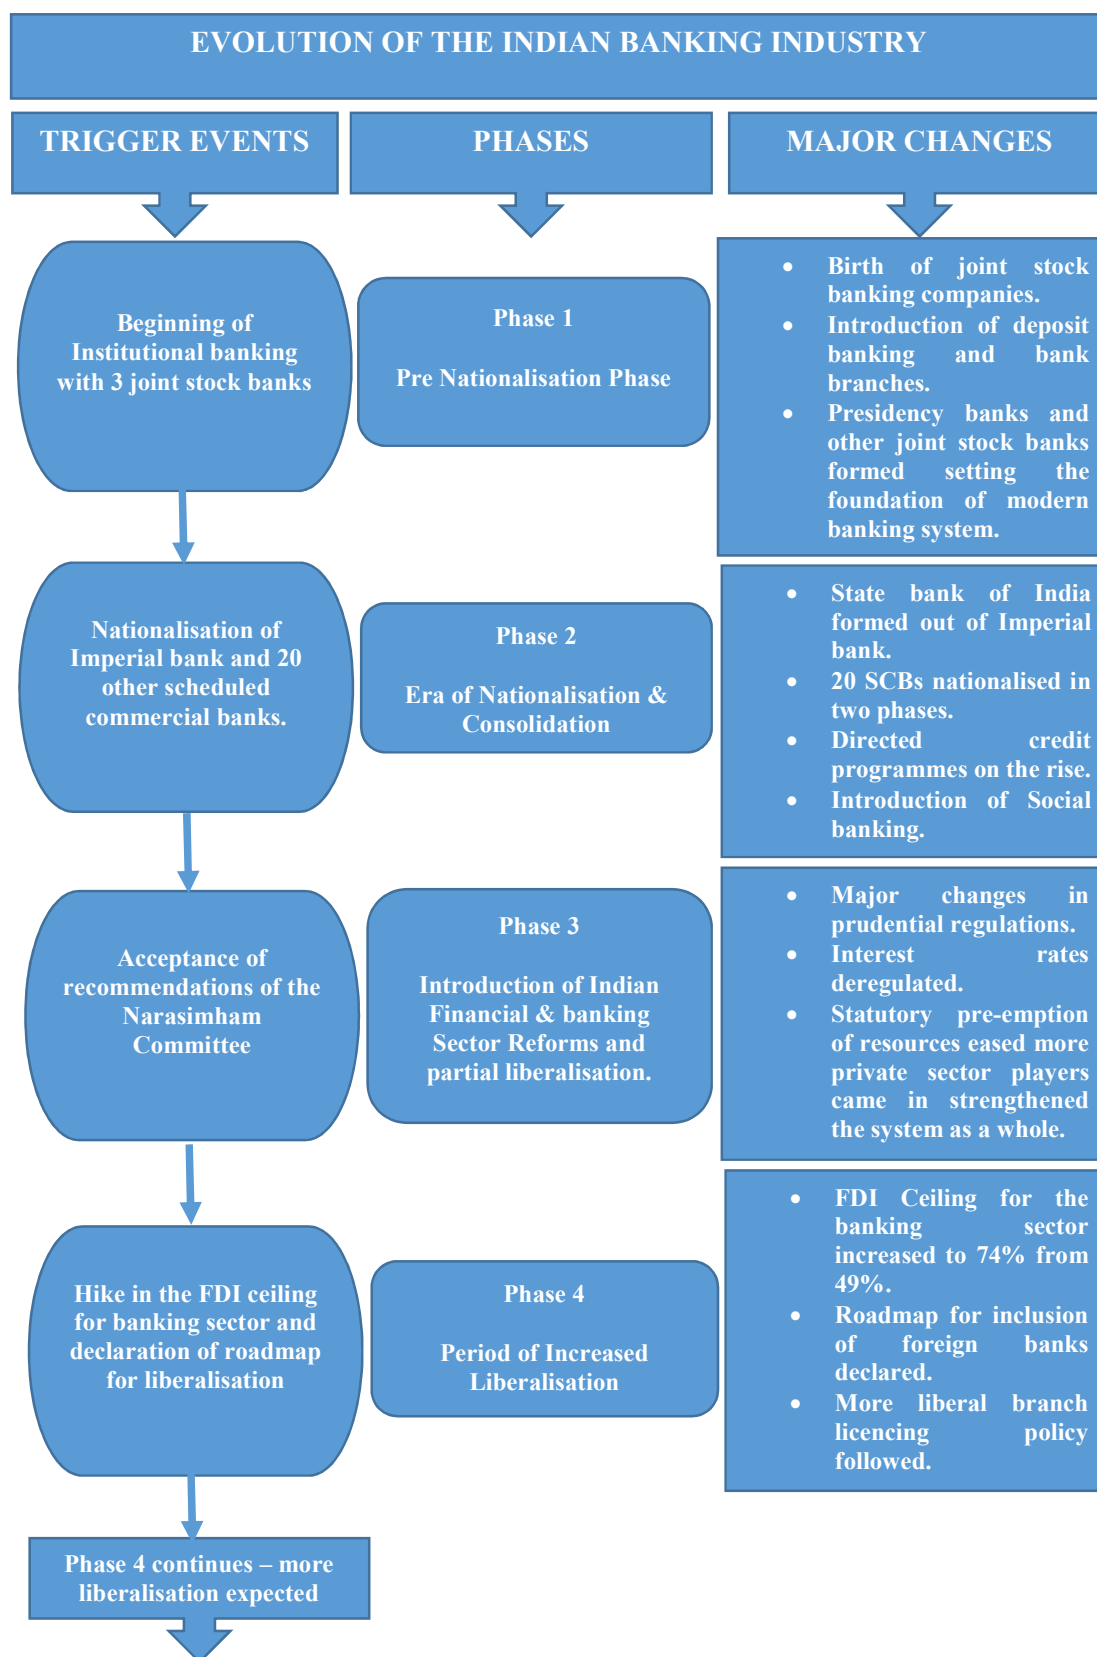 EVOLUTION OF THE INDIAN BANKING INDUSTRY
TRIGGER EVENTS
PHASES
MAJOR CHANGES
Beginning of
Institutional banking
with 3 joint stock banks
Phase 1
Pre Nationalisation Phase
• Birth of joint stock
banking companies.
• Introduction of deposit
banking and bank
branches.
• Presidency banks and
other joint stock banks
formed setting the
foundation of modern
banking system.
Nationalisation of
Imperial bank and 20
other scheduled
commercial banks.
Phase 2
Era of Nationalisation &
Consolidation
• State bank of India
formed out of Imperial
bank.
• 20 SCBs nationalised in
two phases.
• Directed credit
programmes on the rise.
• Introduction of Social
banking.
Acceptance of
recommendations of the
Narasimham
Committee
Phase 3
Introduction of Indian
Financial & banking
Sector Reforms and
partial liberalisation.
• Major changes in
prudential regulations.
• Interest rates
deregulated.
• Statutory pre-emption
of resources eased more
private sector players
came in strengthened
the system as a whole.
Hike in the FDI ceiling
for banking sector and
declaration of roadmap
for liberalisation
Phase 4
Period of Increased
Liberalisation
• FDI Ceiling for the
banking sector
increased to 74% from
49%.
• Roadmap for inclusion
of foreign banks
declared.
• More liberal branch
licencing policy
followed.
Phase 4 continues – more
liberalisation expected